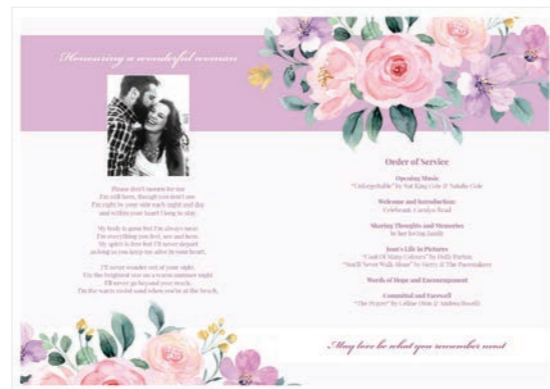 Honouring a wonderful woman
Please don't mourn for me
I'm still here, though you don't see
I'm right by your side each night and day
and within your heart I long to stay.
My body is gone but I'm always near.
I'm everything you feel, see and hear.
My spirit is free but I'll never depart
as long as you keep me alive in your heart.
I'll never wander out of your sight,
I'm the brightest star on a warm summer night.
I'll never go beyond your reach,
I'm the warm moist sand when you're at the beach.
Order of Service
Opening Music
"Unforgettable" by Nat King Cole & Natalie Cole
Welcome and Introduction:
Celebrant: Carolyn Read
Sharing Thoughts and Memories
in her loving family
Joan's Life in Pictures
"Coat Of Many Colours" by Dolly Parton
"You'll Never Walk Alone" by Gerry & The Pacemakers
Words of Hope and Encouragement
Committal and Farewell
"The Prayer" by Celine Dion & Andrea Bocelli
May love be what you remember most